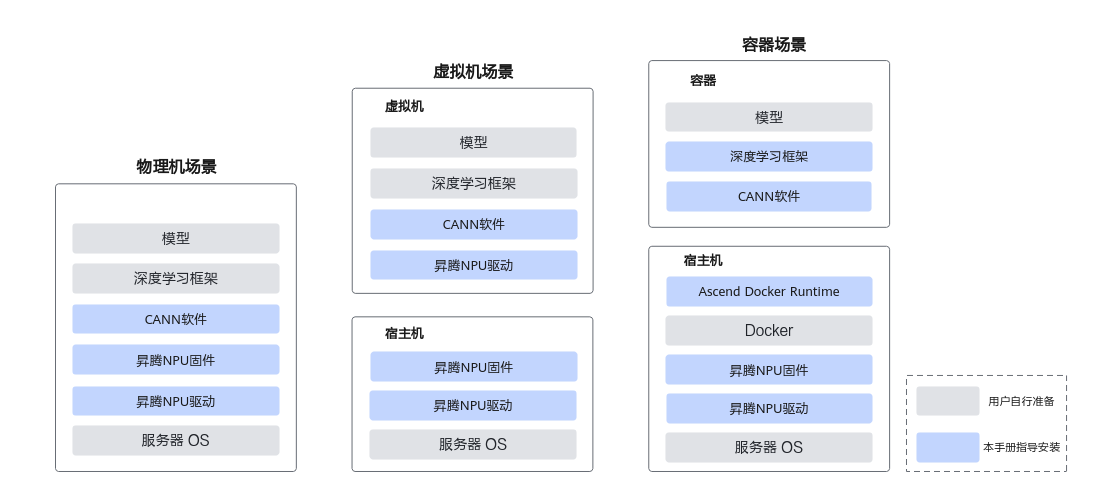 物理机场景
模型
深度学习框架
CANN软件
昇腾NPU固件
昇腾NPU驱动
服务器 OS
虚拟机场景
虚拟机
模型
深度学习框架
CANN软件
昇腾NPU驱动
宿主机
昇腾NPU固件
昇腾NPU驱动
服务器 OS
容器场景
容器
模型
深度学习框架
CANN软件
宿主机
Ascend Docker Runtime
Docker
昇腾NPU固件
昇腾NPU驱动
服务器 OS
用户自行准备
本手册指导安装